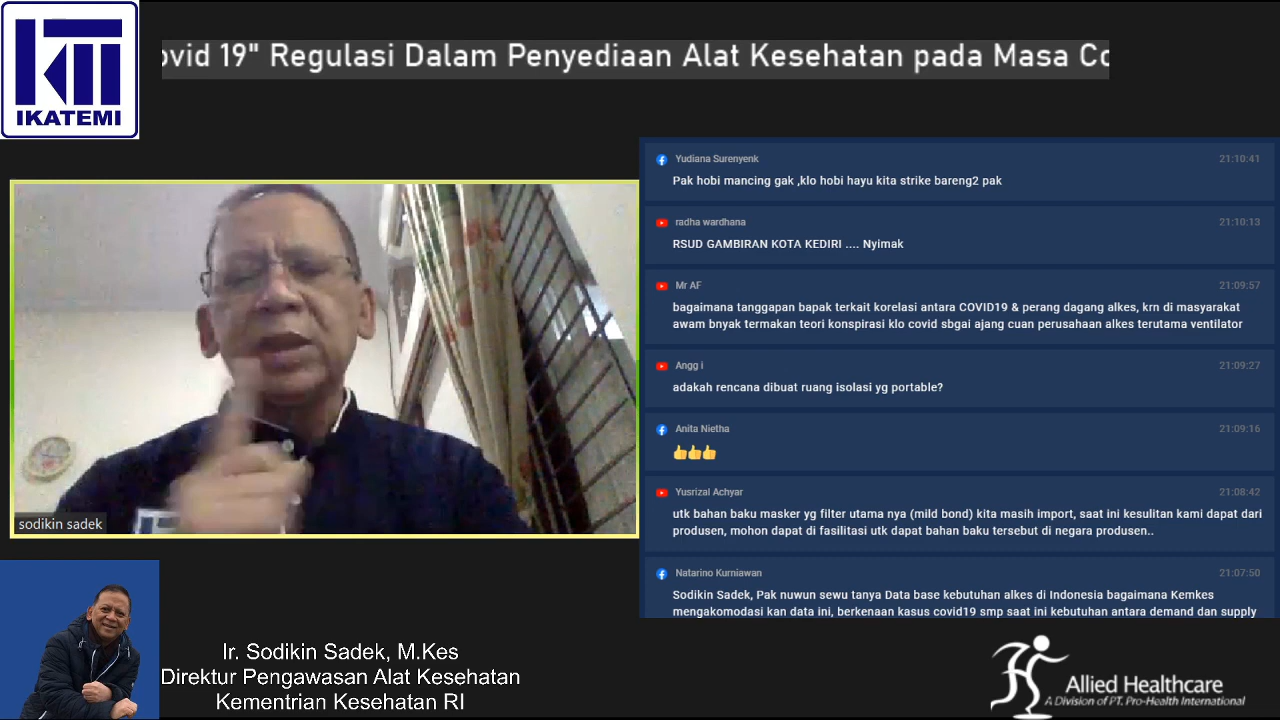 IKATEMI
ovid 19" Regulasi Dalam Penyediaan Alat Kesehatan pada Masa Co
Yudiana Surenyenk 21:10:41
Pak hobi mancing gak ,klo hobi hayu kita strike bareng2 pak
radha wardhana 21:10:13
RSUD GAMBIRAN KOTA KEDIRI .... Nyimak
Mr AF 21:09:57
bagaimana tanggapan bapak terkait korelasi antara COVID19 & perang dagang alkes, krn di masyarakat
awam bnyak termakan teori konspirasi klo covid sbgai ajang cuan perusahaan alkes terutama ventilator
Angg i 21:09:27
adakah rencana dibuat ruang isolasi yg portable?
Anita Nietha 21:09:16
👍👍👍
Yusrizal Achyar 21:08:42
utk bahan baku masker yg filter utama nya (mild bond) kita masih import, saat ini kesulitan kami dapat dari
produsen, mohon dapat di fasilitasi utk dapat bahan baku tersebut di negara produsen..
Natarino Kurniawan 21:07:50
Sodikin Sadek, Pak nuwun sewu tanya Data base kebutuhan alkes di Indonesia bagaimana Kemkes
mengakomodasi kan data ini, berkenaan kasus covid19 smp saat ini kebutuhan antara demand dan supply
sodikin sadek
Ir. Sodikin Sadek, M.Kes
Direktur Pengawasan Alat Kesehatan
Kementrian Kesehatan RI
Allied Healthcare
A Division of PT. Pro-Health International